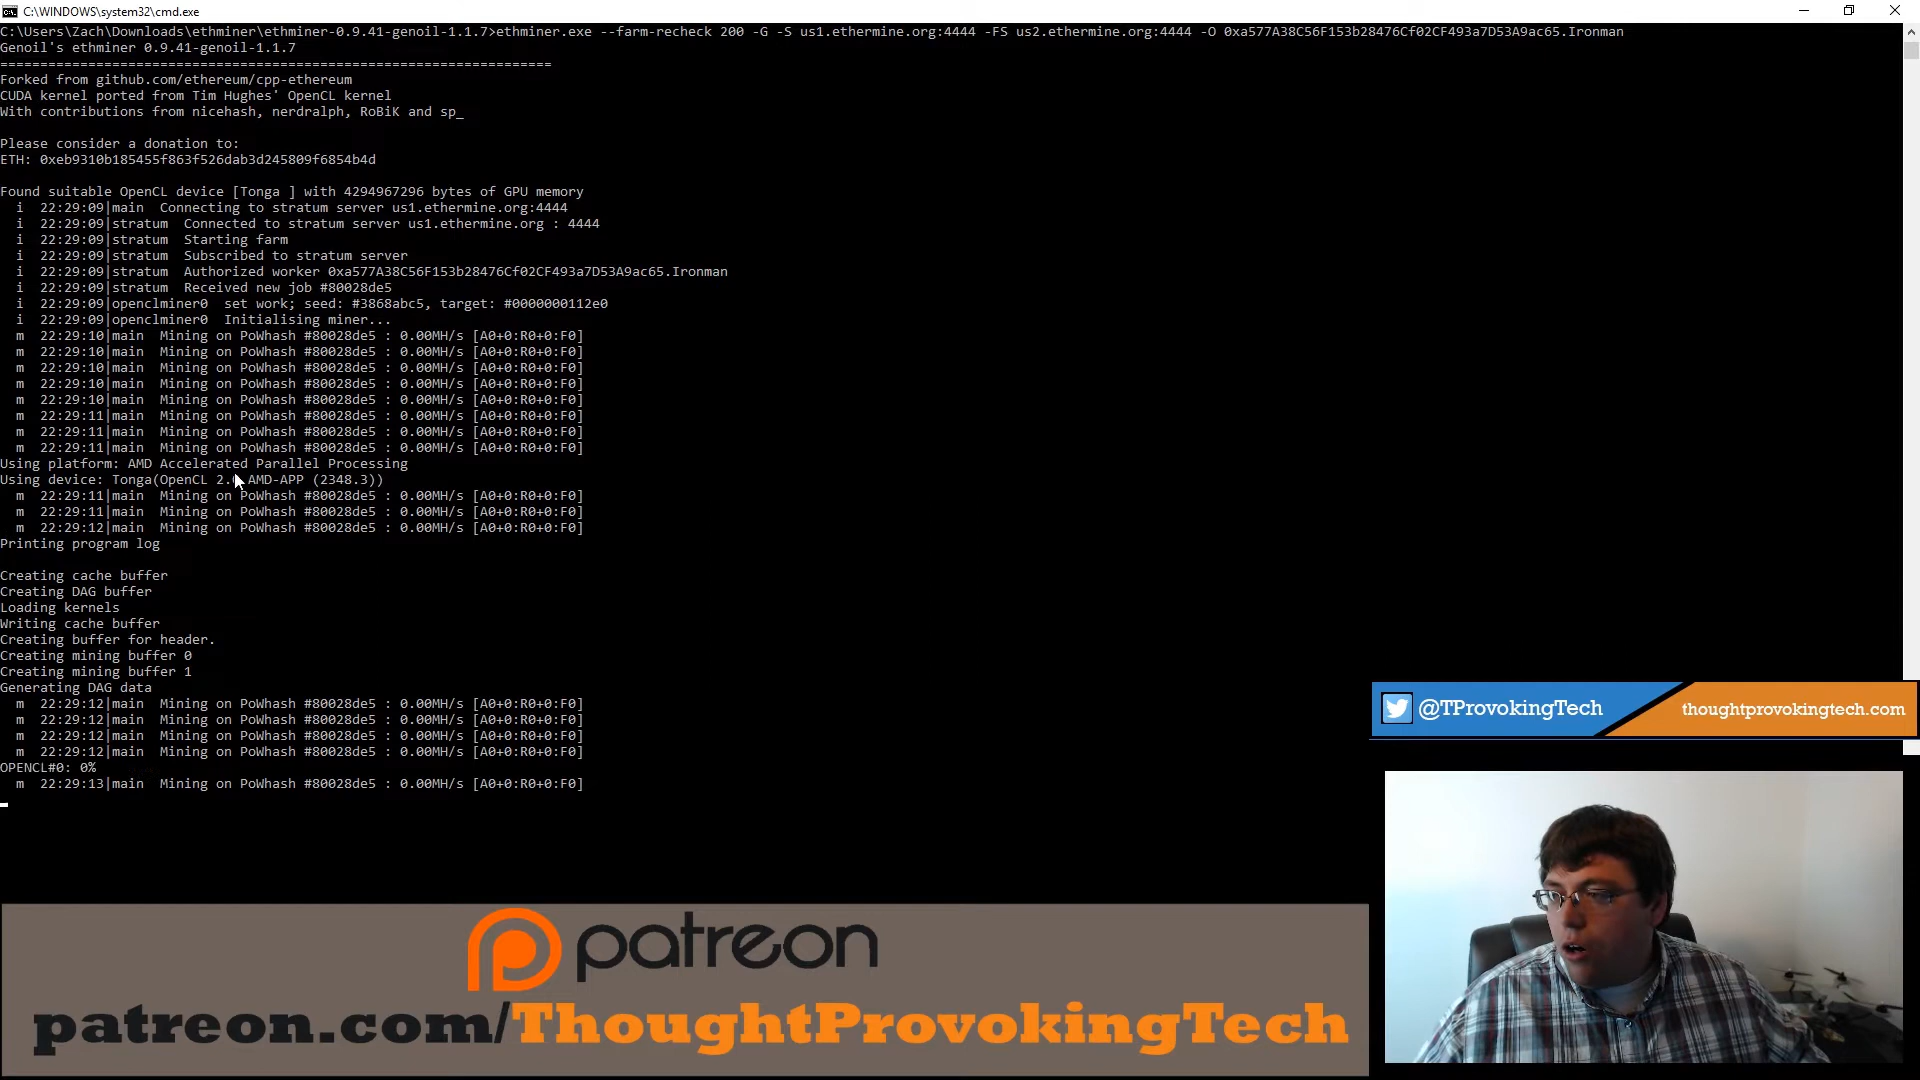 C:\WINDOWS\system32\cmd.exe
C:\Users\Zach\Downloads\ethminer\ethminer-0.9.41-genoil-1.1.7>ethminer.exe --farm-recheck 200 -G -S us1.ethermine.org:4444 -FS us2.ethermine.org:4444 -O 0xa577A38C56F153b28476Cf02CF493a7D53A9ac65.Ironman
Genoil's ethminer 0.9.41-genoil-1.1.7
=====================================================================
Forked from github.com/ethereum/cpp-ethereum
CUDA kernel ported from Tim Hughes' OpenCL kernel
With contributions from nicehash, nerdralph, RoBiK and sp_
Please consider a donation to:
ETH: 0xeb9310b185455f863f526dab3d245809f6854b4d
Found suitable OpenCL device [Tonga ] with 4294967296 bytes of GPU memory
i 22:29:09|main Connecting to stratum server us1.ethermine.org:4444
i 22:29:09|stratum Connected to stratum server us1.ethermine.org : 4444
i 22:29:09|stratum Starting farm
i 22:29:09|stratum Subscribed to stratum server
i 22:29:09|stratum Authorized worker 0xa577A38C56F153b28476Cf02CF493a7D53A9ac65.Ironman
i 22:29:09|stratum Received new job #80028de5
i 22:29:09|openclminer0 set work; seed: #3868abc5, target: #0000000112e0
i 22:29:09|openclminer0 Initialising miner...
m 22:29:10|main Mining on PoWhash #80028de5 : 0.00MH/s [A0+0:R0+0:F0]
m 22:29:10|main Mining on PoWhash #80028de5 : 0.00MH/s [A0+0:R0+0:F0]
m 22:29:10|main Mining on PoWhash #80028de5 : 0.00MH/s [A0+0:R0+0:F0]
m 22:29:10|main Mining on PoWhash #80028de5 : 0.00MH/s [A0+0:R0+0:F0]
m 22:29:10|main Mining on PoWhash #80028de5 : 0.00MH/s [A0+0:R0+0:F0]
m 22:29:11|main Mining on PoWhash #80028de5 : 0.00MH/s [A0+0:R0+0:F0]
m 22:29:11|main Mining on PoWhash #80028de5 : 0.00MH/s [A0+0:R0+0:F0]
m 22:29:11|main Mining on PoWhash #80028de5 : 0.00MH/s [A0+0:R0+0:F0]
Using platform: AMD Accelerated Parallel Processing
Using device: Tonga(OpenCL 2. AMD-APP (2348.3))
m 22:29:11|main Mining on PoWhash #80028de5 : 0.00MH/s [A0+0:R0+0:F0]
m 22:29:11|main Mining on PoWhash #80028de5 : 0.00MH/s [A0+0:R0+0:F0]
m 22:29:12|main Mining on PoWhash #80028de5 : 0.00MH/s [A0+0:R0+0:F0]
Printing program log
Creating cache buffer
Creating DAG buffer
Loading kernels
Writing cache buffer
Creating buffer for header.
Creating mining buffer 0
Creating mining buffer 1
Generating DAG data
m 22:29:12|main Mining on PoWhash #80028de5 : 0.00MH/s [A0+0:R0+0:F0]
m 22:29:12|main Mining on PoWhash #80028de5 : 0.00MH/s [A0+0:R0+0:F0]
m 22:29:12|main Mining on PoWhash #80028de5 : 0.00MH/s [A0+0:R0+0:F0]
m 22:29:12|main Mining on PoWhash #80028de5 : 0.00MH/s [A0+0:R0+0:F0]
OPENCL#0: 0%
m 22:29:13|main Mining on PoWhash #80028de5 : 0.00MH/s [A0+0:R0+0:F0]
@TProvokingTech
thoughtprovokingtech.com
patreon
patreon.com/ThoughtProvokingTech